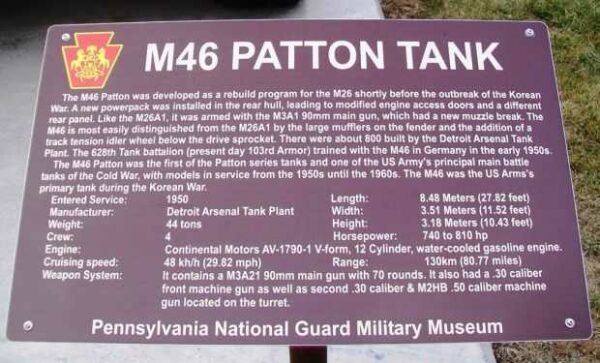 M46 PATTON TANK
The M46 Patton was developed as a rebuild program for the M26 shortly before the outbreak of the Korean
War. A new powerpack was installed in the rear hull, leading to modified engine access doors and a different
rear panel. Like the M26A1, it was armed with the M3A1 90mm main gun, which had a new muzzle break. The
M46 is most easily distinguished from the M26A1 by the large mufflers on the fender and the addition of a
track tension idler wheel below the drive sprocket. There were about 800 built by the Detroit Arsenal Tank
Plant. The 628th Tank battalion (present day 103rd Armor) trained with the M46 in Germany in the early 1950s.
The M46 Patton was the first of the Patton series tanks and one of the US Army's principal main battle
tanks of the Cold War, with models in service from the 1950s until the 1960s. The M46 was the US Arms's
primary tank during the Korean War.
Entered Service: 1950 Length: 8.48 Meters (27.82 feet)
Manufacturer: Detroit Arsenal Tank Plant Width: 3.51 Meters (11.52 feet)
Weight: 44 tons Height: 3.18 Meters (10.43 feet)
Crew: 4 Horsepower: 740 to 810 hp
Engine: Continental Motors AV-1790-1 V-form, 12 Cylinder, water-cooled gasoline engine.
Cruising speed: 48 kh/h (29.82 mph) Range: 130km (80.77 miles)
Weapon System: It contains a M3A21 90mm main gun with 70 rounds. It also had a .30 caliber
front machine gun as well as second .30 caliber & M2HB .50 caliber machine
gun located on the turret.
Pennsylvania National Guard Military Museum